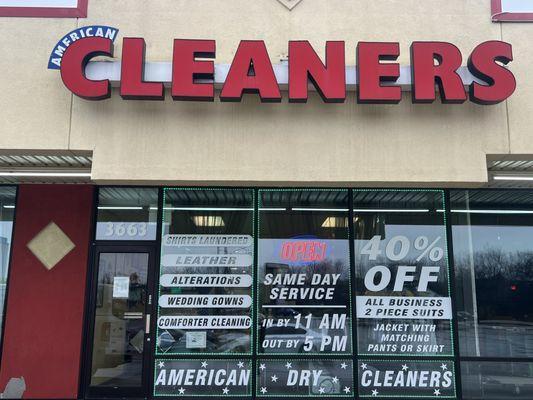 AMERICAN
CLEANERS
3663
SHIRTS LAUNDERED
LEATHER
ALTERATIONS
WEDDING GOWNS
COMFORTER CLEANING
OPEN
SAME DAY
SERVICE
IN BY 11 AM
OUT BY 5 PM
40%
OFF
ALL BUSINESS
2 PIECE SUITS
JACKET WITH
MATCHING
PANTS OR SKIRT
AMERICAN DRY CLEANERS